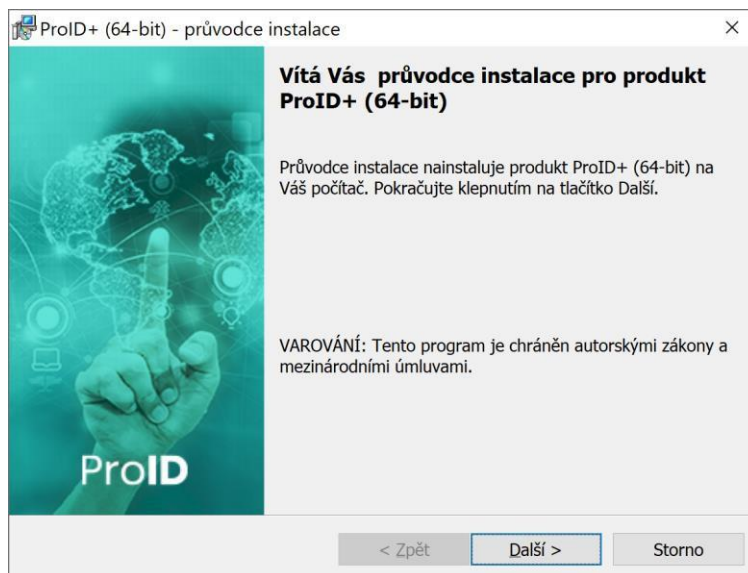 ProID+ (64-bit) - průvodce instalace
Vítá Vás  průvodce instalace pro produkt
ProID+ (64-bit)
Průvodce instalace nainstaluje produkt ProID+ (64-bit) na
Váš počítač. Pokračujte klepnutím na tlačítko Další.
VAROVÁNÍ: Tento program je chráněn autorskými zákony a
mezinárodními úmluvami.
ProID
< Zpět
Další >
Storno